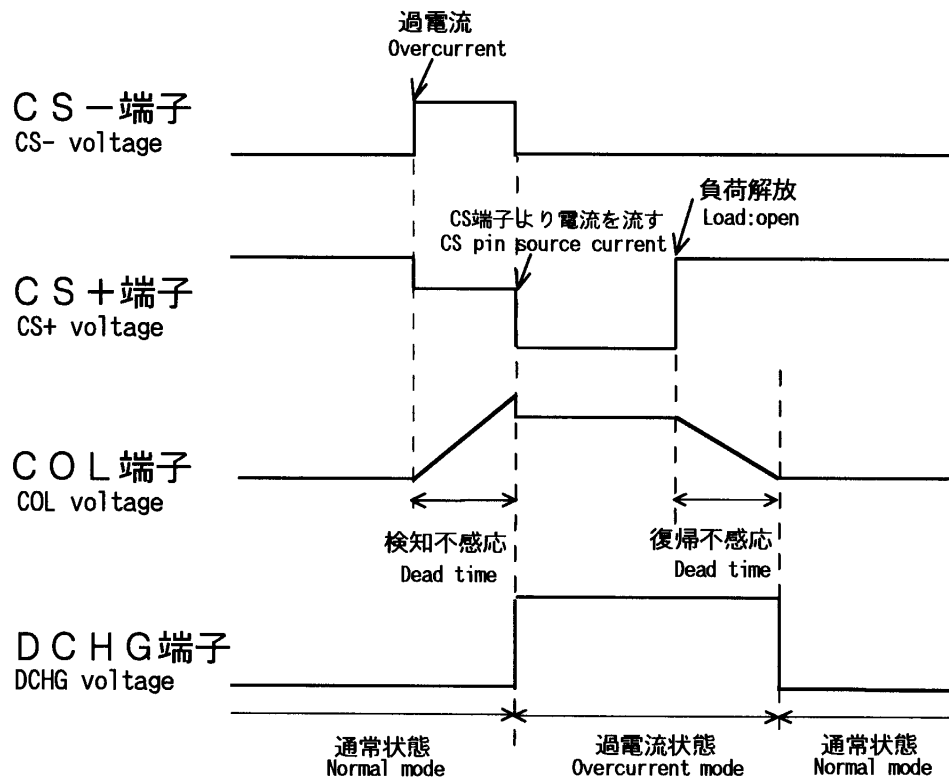 過電流
Overcurrent
CS－端子
CS- voltage
負荷解放
Load:open
CS端子より電流を流す
CS pin source current
CS＋端子
CS+ voltage
COL端子
COL voltage
検知不感応
Dead time
復帰不感応
Dead time
DCHG端子
DCHG voltage
通常状態
Normal mode
過電流状態
Overcurrent mode
通常状態
Normal mode